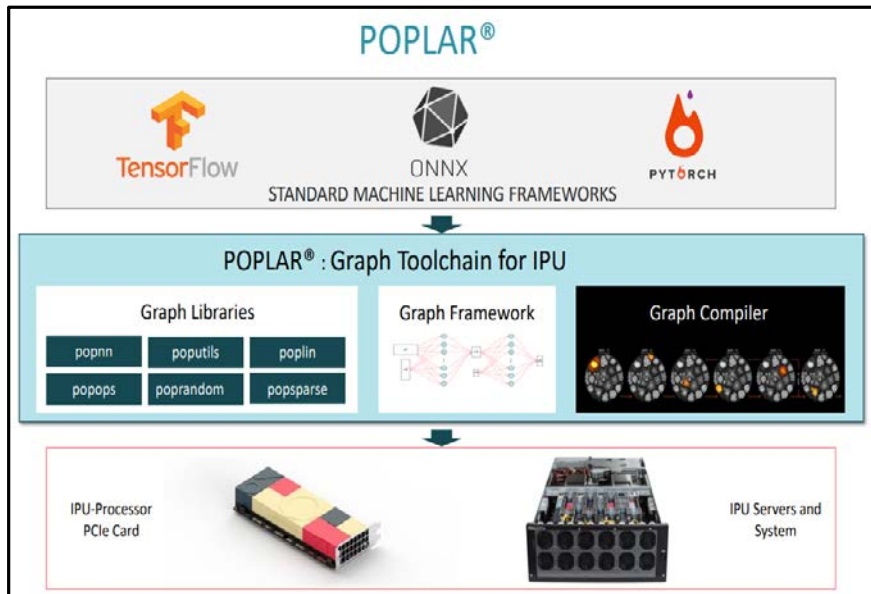 POPLAR®
TensorFlow
ONNX
PYTORCH
STANDARD MACHINE LEARNING FRAMEWORKS
POPLAR® : Graph Toolchain for IPU
Graph Libraries
popnn
poputils
poplin
popops
poprandom
popsparse
Graph Framework
Graph Compiler
IPU-Processor
PCIe Card
IPU Servers and
System